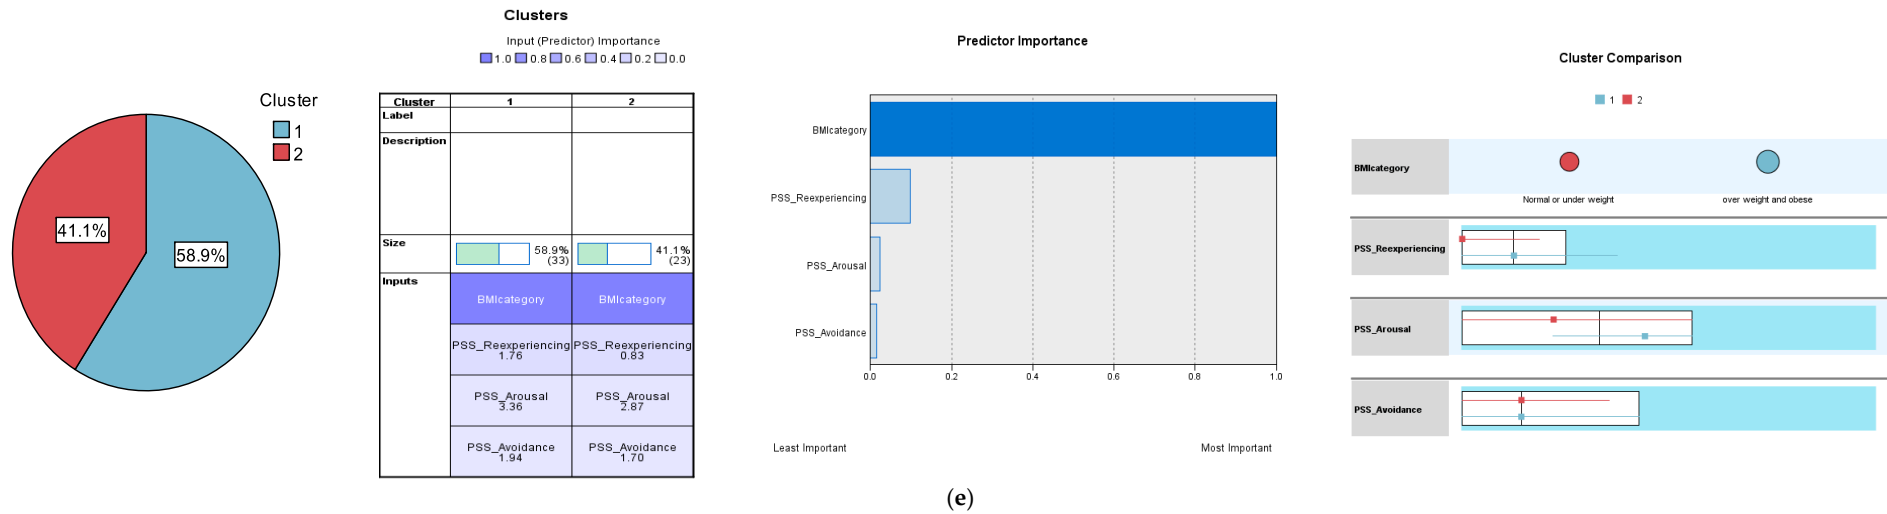 Cluster
1
2
41.1%
58.9%
Clusters
Input (Predictor) Importance
1.0 0.8 0.6 0.4 0.2 0.0
Cluster 1 2
Label
Description
Size 58.9% (33) 41.1% (23)
Inputs
BMIcategory BMIcategory
PSS_Reexperiencing PSS_Reexperiencing
1.76 0.83
PSS_Arousal PSS_Arousal
3.36 2.87
PSS_Avoidance PSS_Avoidance
1.94 1.70
Predictor Importance
BMIcategory
PSS_Reexperiencing
PSS_Arousal
PSS_Avoidance
0.0 0.2 0.4 0.6 0.8 1.0
Least Important Most Important
Cluster Comparison
1 2
BMIcategory
Normal or under weight over weight and obese
PSS_Reexperiencing
PSS_Arousal
PSS_Avoidance
(e)